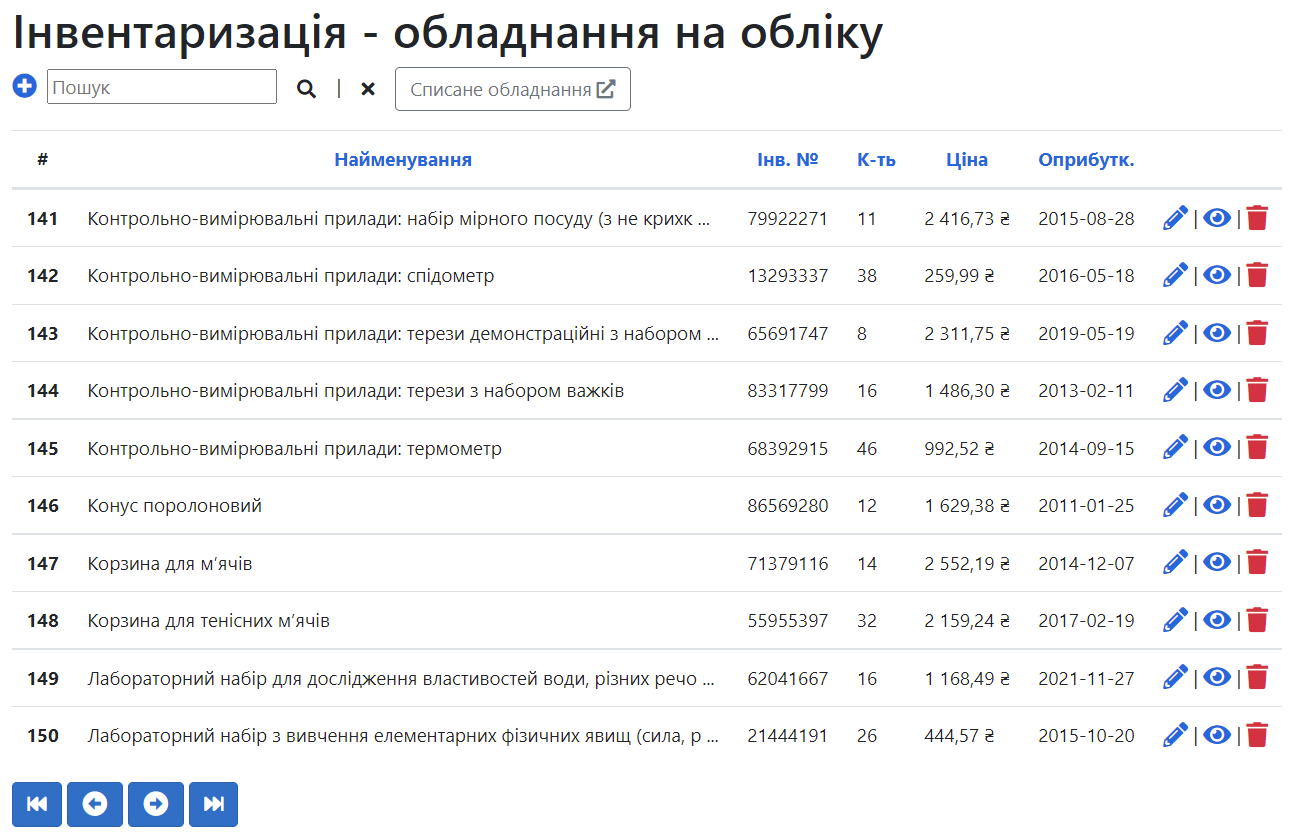 Інвентаризація - обладнання на обліку
Пошук | Списане обладнання
# Найменування Інв. № К-ть Ціна Оприбутк.
141 Контрольно-вимірювальні прилади: набір мірного посуду (з не крихк ... 79922271 11 2 416,73 ₴ 2015-08-28 | |
142 Контрольно-вимірювальні прилади: спідометр 13293337 38 259,99 ₴ 2016-05-18 | |
143 Контрольно-вимірювальні прилади: терези демонстраційні з набором ... 65691747 8 2 311,75 ₴ 2019-05-19 | |
144 Контрольно-вимірювальні прилади: терези з набором важків 83317799 16 1 486,30 ₴ 2013-02-11 | |
145 Контрольно-вимірювальні прилади: термометр 68392915 46 992,52 ₴ 2014-09-15 | |
146 Конус поролоновий 86569280 12 1 629,38 ₴ 2011-01-25 | |
147 Корзина для м’ячів 71379116 14 2 552,19 ₴ 2014-12-07 | |
148 Корзина для тенісних м’ячів 55955397 32 2 159,24 ₴ 2017-02-19 | |
149 Лабораторний набір для дослідження властивостей води, різних речо ... 62041667 16 1 168,49 ₴ 2021-11-27 | |
150 Лабораторний набір з вивчення елементарних фізичних явищ (сила, р ... 21444191 26 444,57 ₴ 2015-10-20 | |